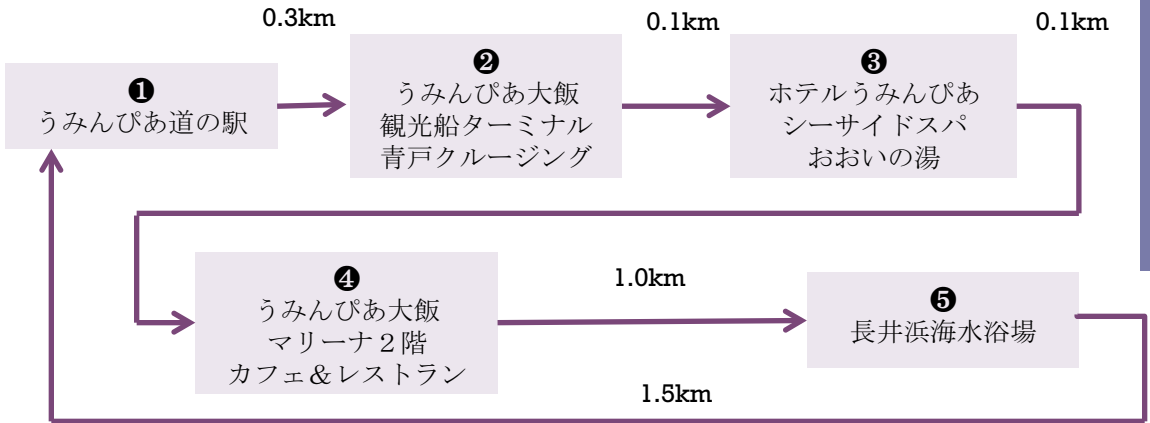 0.3km
0.1km
0.1km
❶
うみんぴあ道の駅
❷
うみんぴあ大飯
観光船ターミナル
青戸クルージング
❸
ホテルうみんぴあ
シーサイドスパ
おおいの湯
❹
うみんぴあ大飯
マリーナ２階
カフェ＆レストラン
1.0km
❺
長井浜海水浴場
1.5km